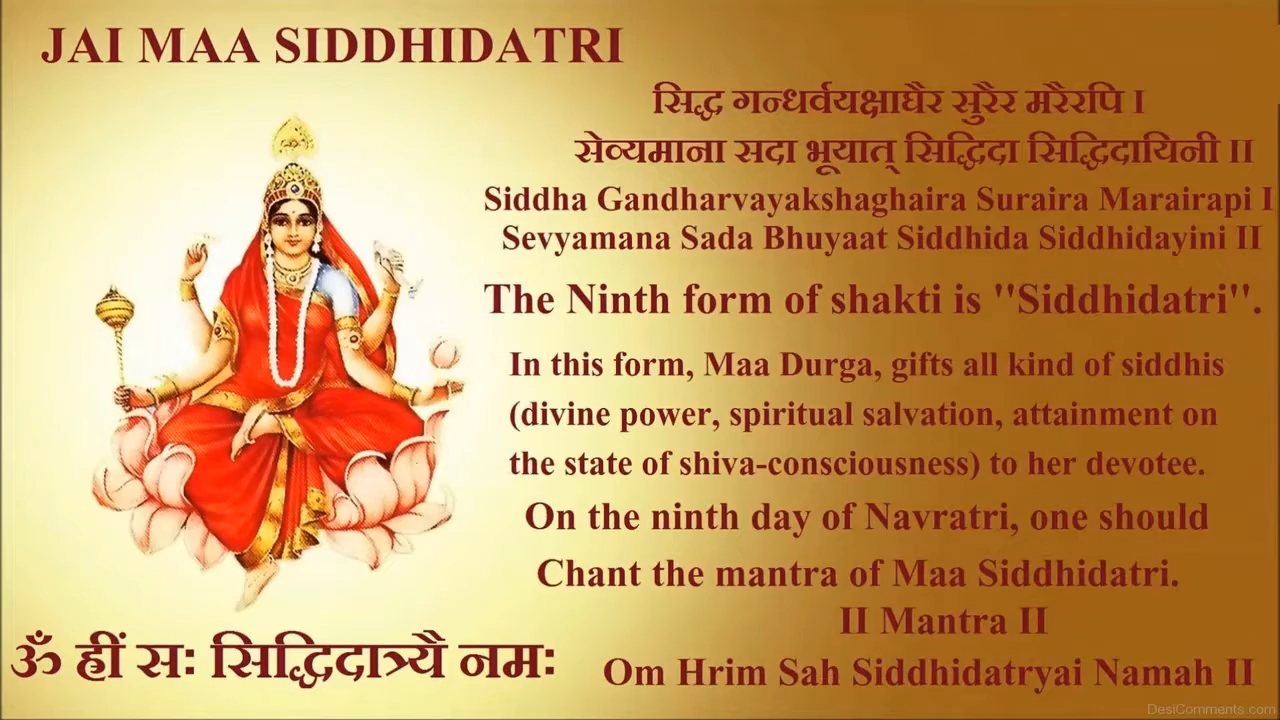 JAI MAA SIDDHIDATRI
सिद्ध गन्धर्वयक्षाघैर सुरैर मरैरपि I
सेव्यमाना सदा भूयात् सिद्धिदा सिद्धिदायिनी II
Siddha Gandharvayakshaghaira Suraira Marairapi I
Sevyamana Sada Bhuyaat Siddhida Siddhidayini II
The Ninth form of shakti is "Siddhidatri".
In this form, Maa Durga, gifts all kind of siddhis
(divine power, spiritual salvation, attainment on
the state of shiva-consciousness) to her devotee.
On the ninth day of Navratri, one should
Chant the mantra of Maa Siddhidatri.
II Mantra II
ॐ हीं सः सिद्धिदात्र्यै नमः
Om Hrim Sah Siddhidatryai Namah II
DesiComments.com